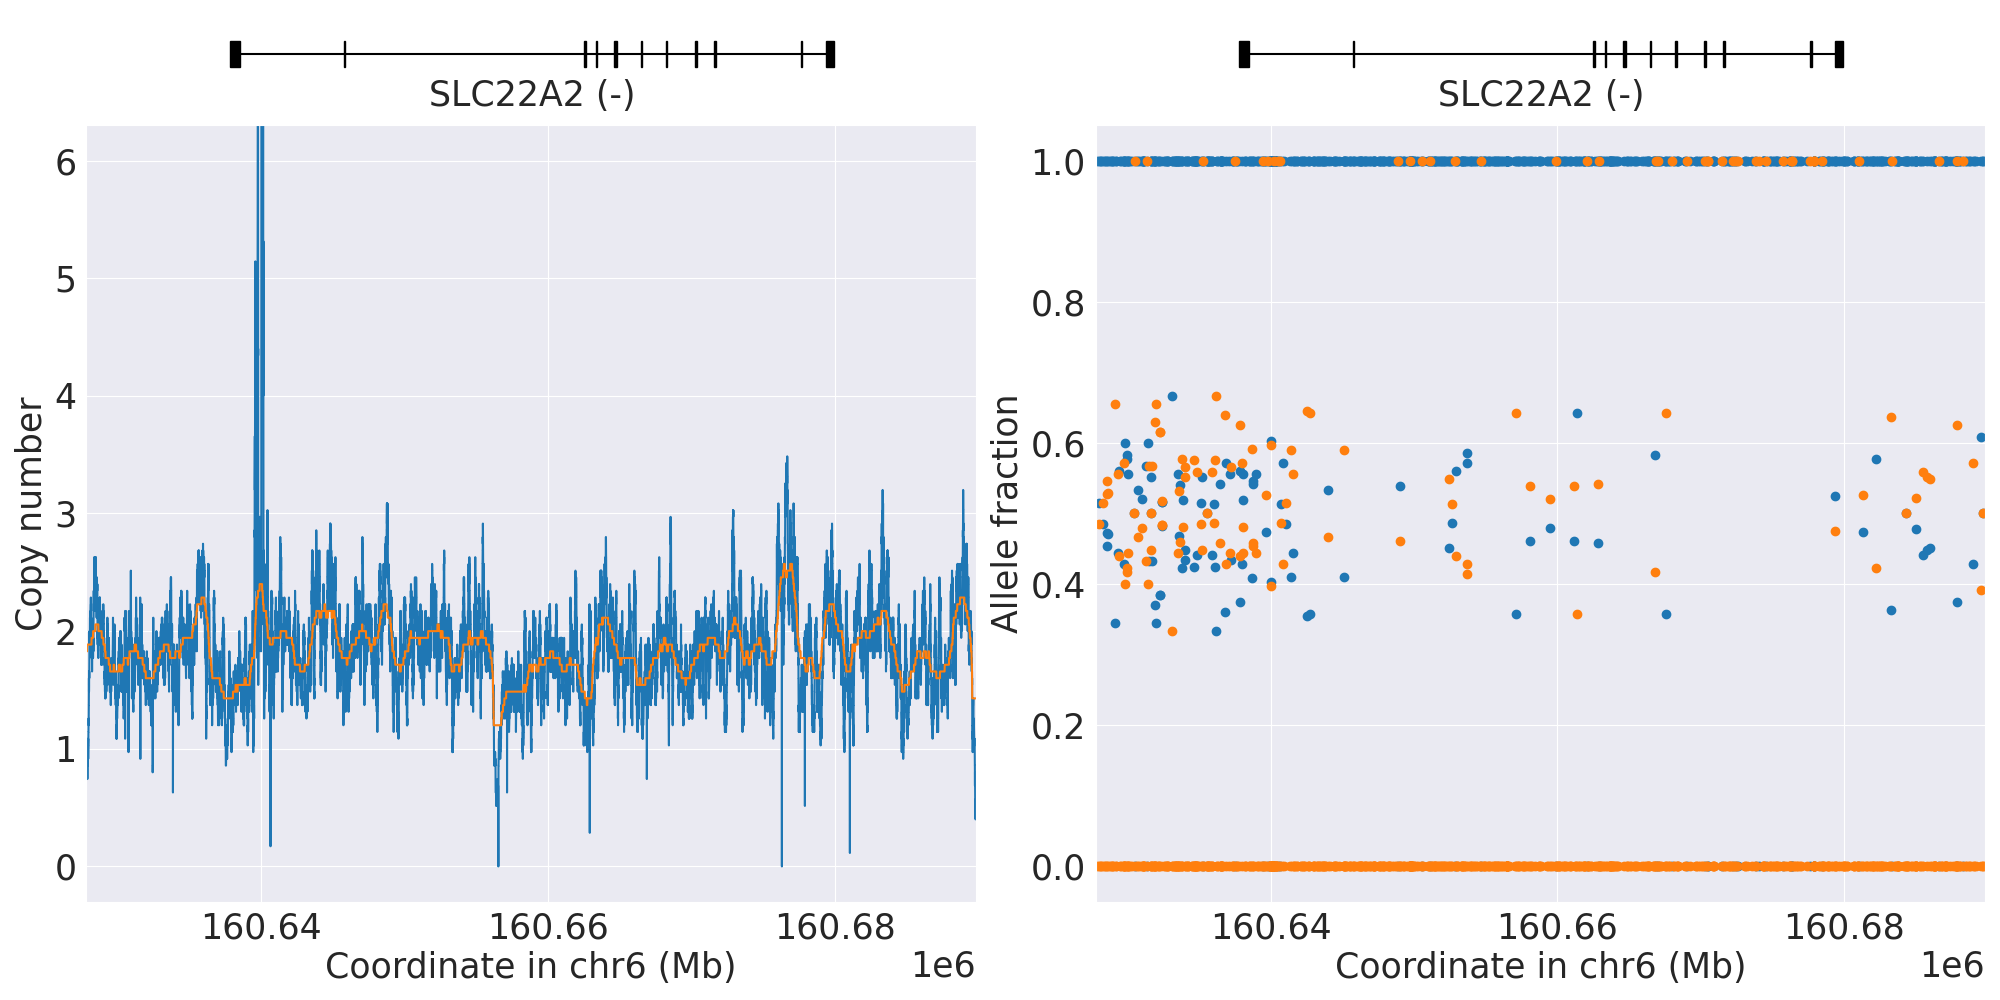 SLC22A2 (-)
Copy number
6
5
4
3
2
1
0
160.64 160.66 160.68
Coordinate in chr6 (Mb) 1e6
SLC22A2 (-)
Allele fraction
1.0
0.8
0.6
0.4
0.2
0.0
160.64 160.66 160.68
Coordinate in chr6 (Mb) 1e6